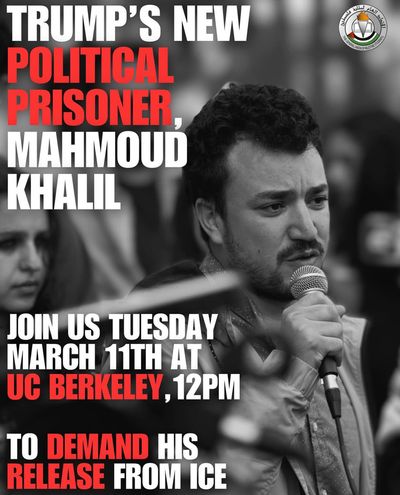 TRUMP'S NEW
POLITICAL
PRISONER,
MAHMOUD
KHALIL
JOIN US TUESDAY
MARCH 11TH AT
UC BERKELEY, 12PM
TO DEMAND HIS
RELEASE FROM ICE